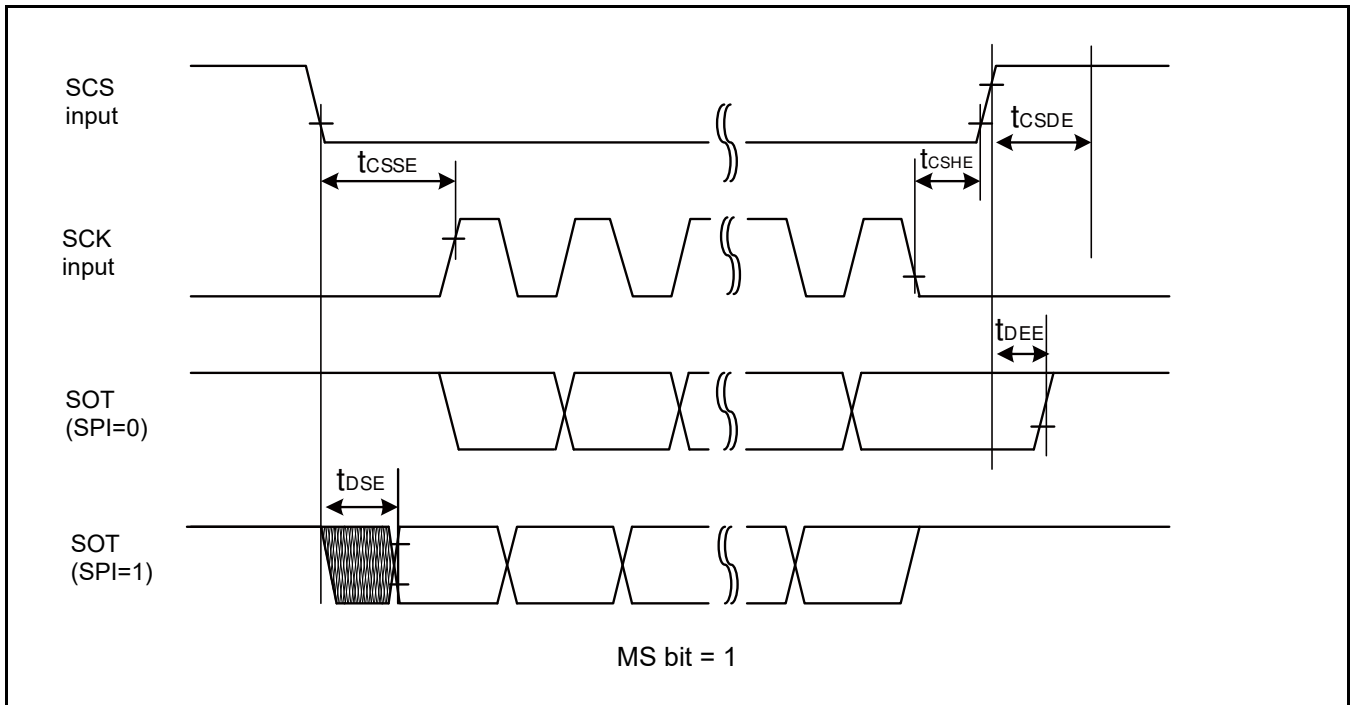 SCS
input
tCSDE
tCSSE
tCSHE
SCK
input
tDEE
SOT
(SPI=0)
tDSE
SOT
(SPI=1)
MS bit = 1